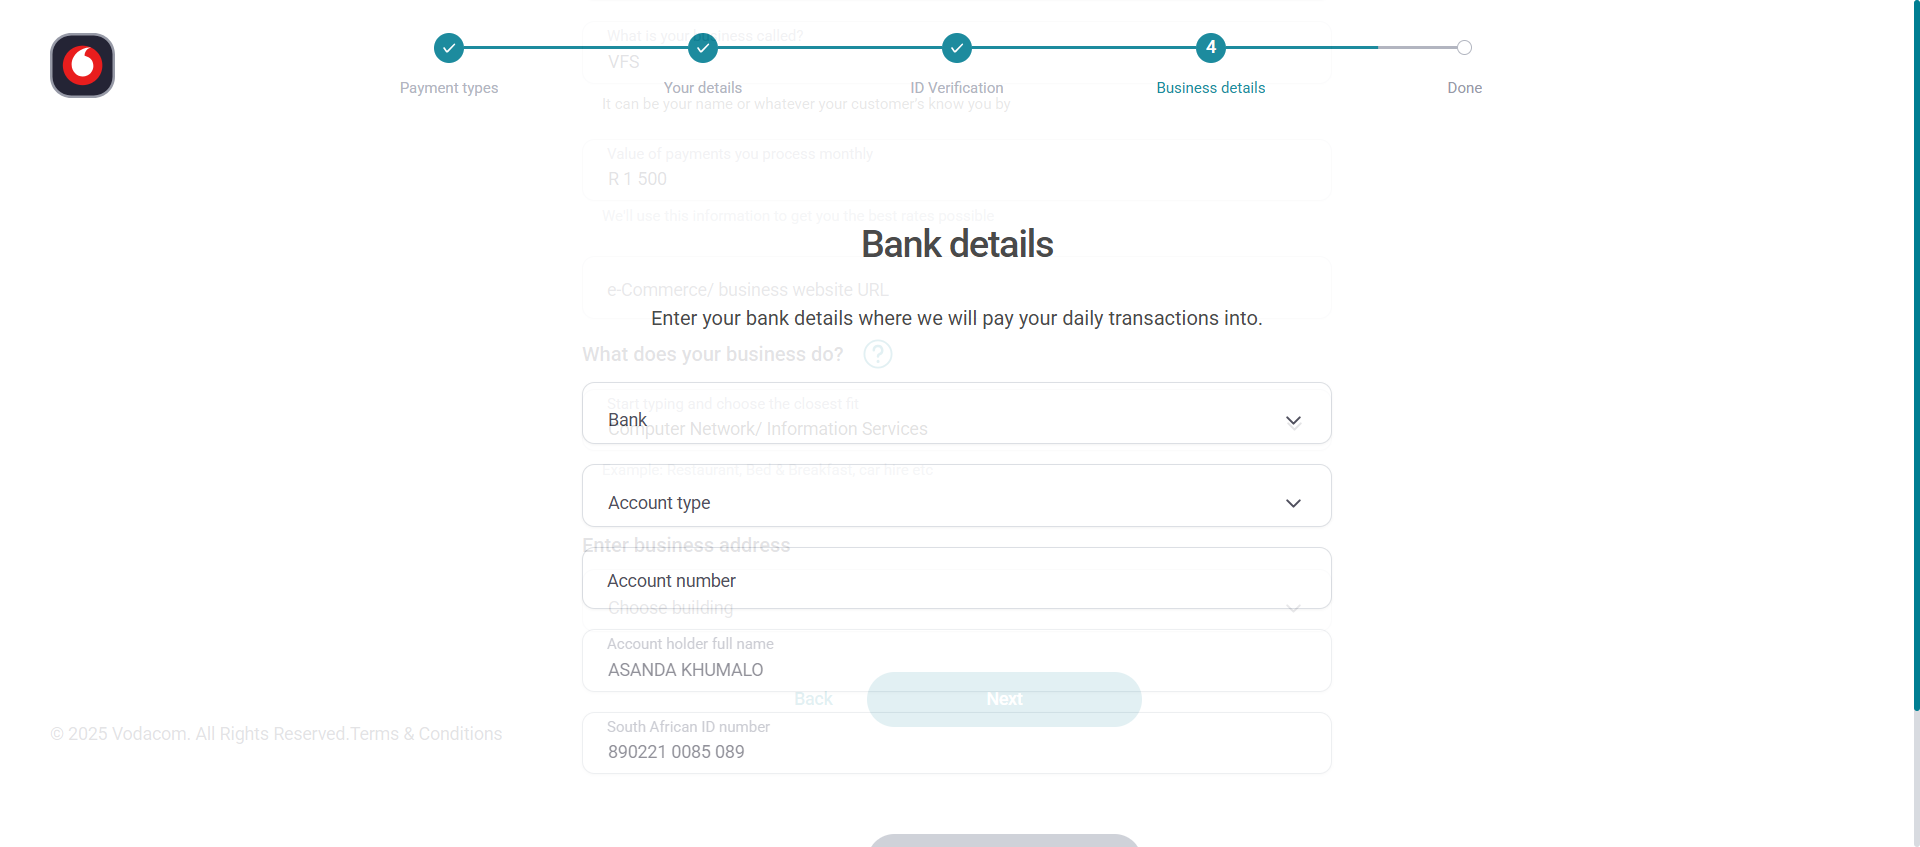 What is your business called?
VFS
4
Payment types
Your details
ID Verification
Business details
Done
It can be your name or whatever your customer's know you by
Value of payments you process monthly
R 1 500
We'll use this information to get you the best rates possible
Bank details
e-Commerce/ business website URL
Enter your bank details where we will pay your daily transactions into.
What does your business do? ?
Start typing and choose the closest fit
Bank
Computer Network/ Information Services
Example: Restaurant, Bed & Breakfast, car hire etc
Account type
Enter business address
Account number
Choose building
Account holder full name
ASANDA KHUMALO
Back
Next
South African ID number
890221 0085 089
© 2025 Vodacom. All Rights Reserved.Terms & Conditions